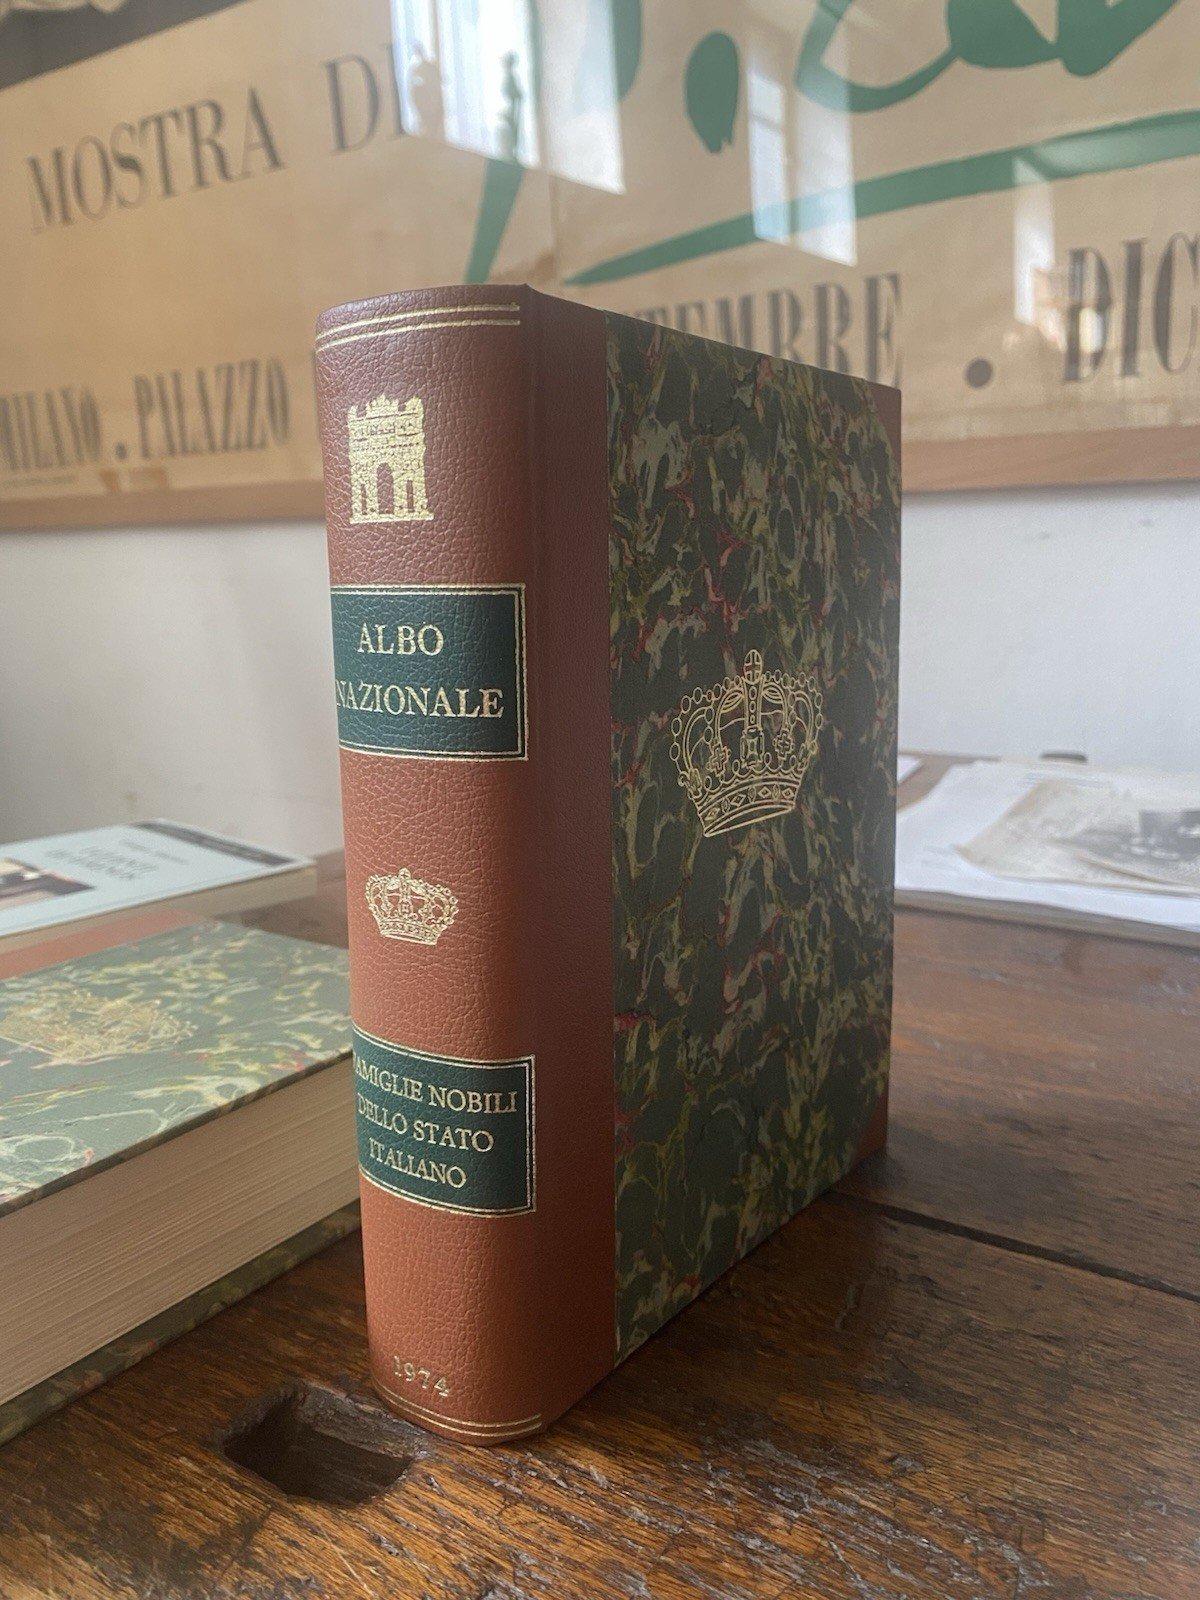 MOSTRA DI
MILANO . PALAZZO
TEMBRE . DIC
ALBO
NAZIONALE
FAMIGLIE NOBILI
DELLO STATO
ITALIANO
1974